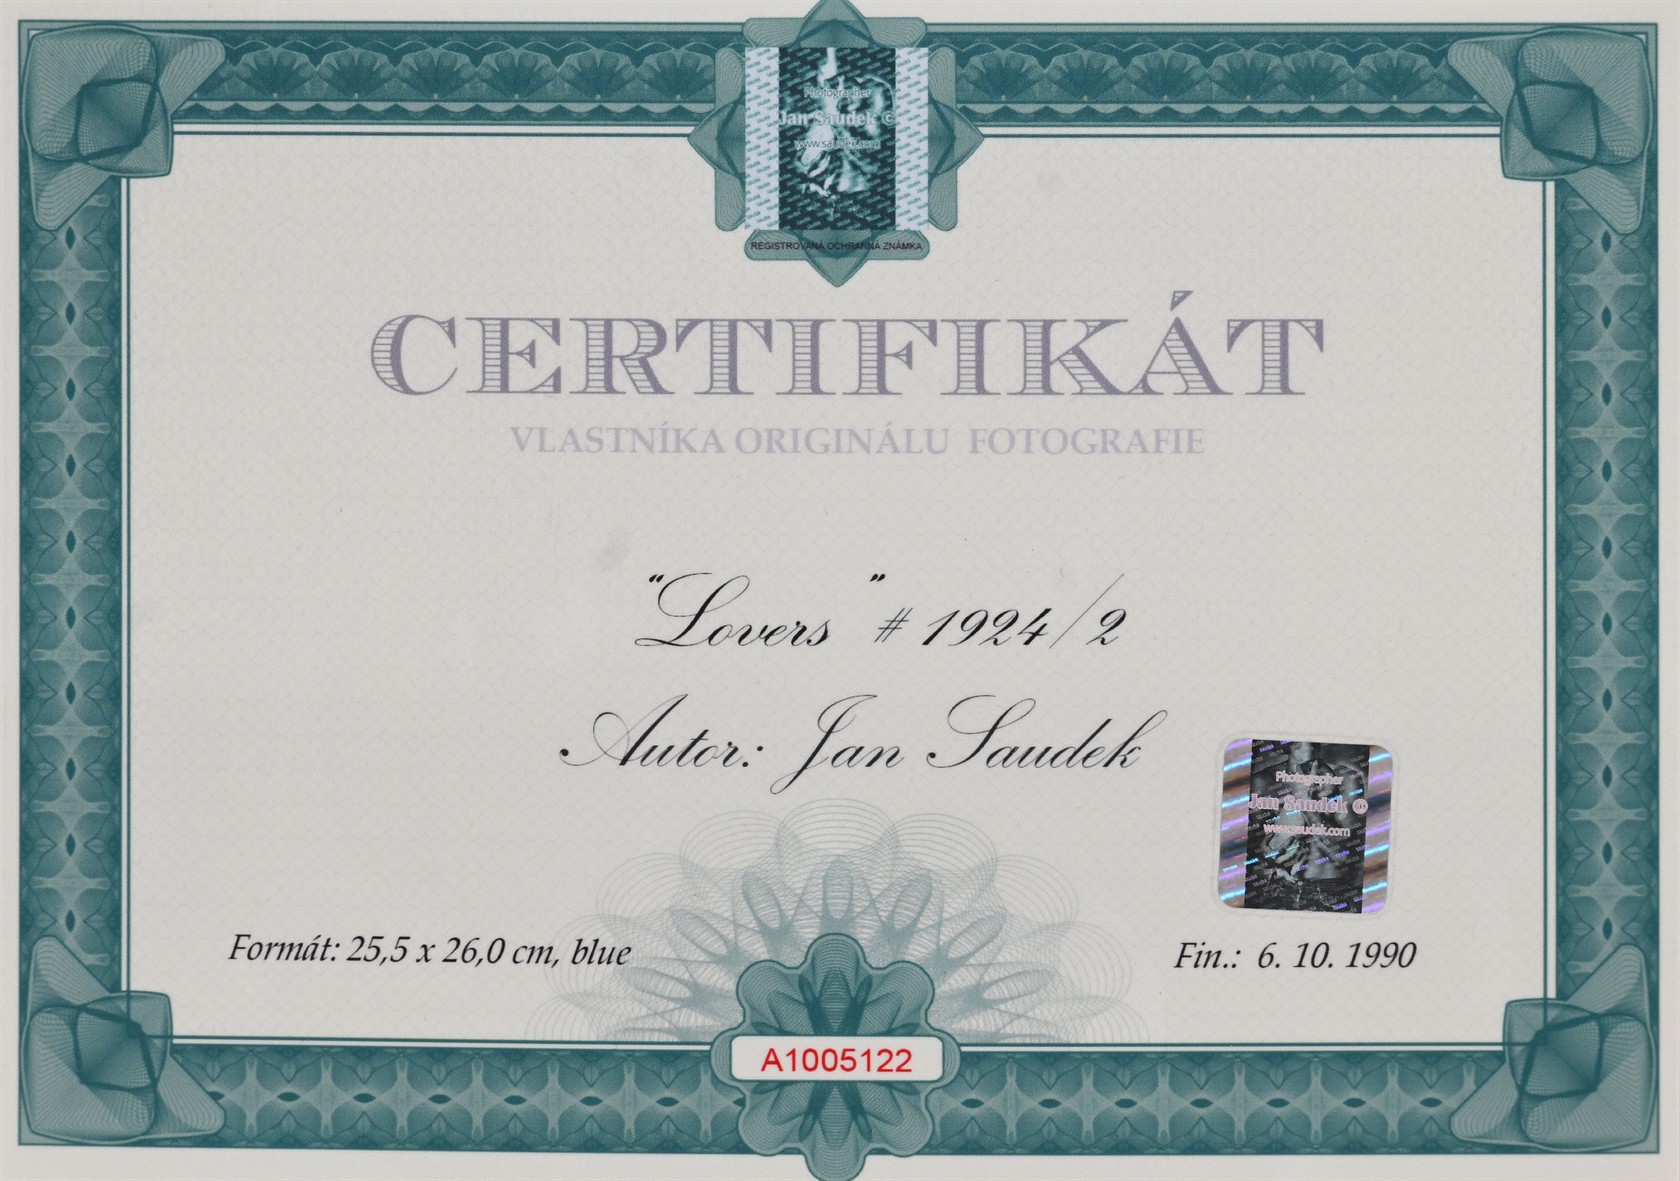 Photographer
Jan Saudek ©
www.saudek.com
REGISTROVANÁ OCHRANNÁ ZNÁMKA
CERTIFIKÁT
VLASTNÍKA ORIGINÁLU FOTOGRAFIE
"Lovers" # 1924/2
Autor: Jan Saudek
Photographer
Jan Saudek ©
www.saudek.com
Formát: 25,5 x 26,0 cm, blue
Fin.: 6. 10. 1990
A1005122